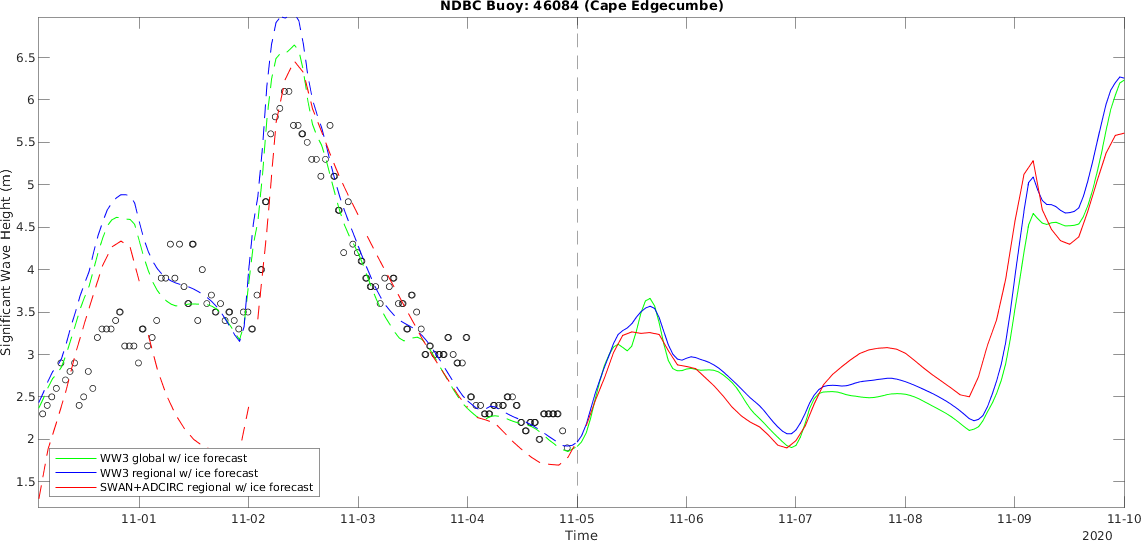 NDBC Buoy: 46084 (Cape Edgecumbe)
6.5
6
5.5
5
4.5
4
3.5
3
2.5
2
1.5
Significant Wave Height (m)
WW3 global w/ ice forecast
WW3 regional w/ ice forecast
SWAN+ADCIRC regional w/ ice forecast
11-01 11-02 11-03 11-04 11-05 11-06 11-07 11-08 11-09 11-10
Time
2020